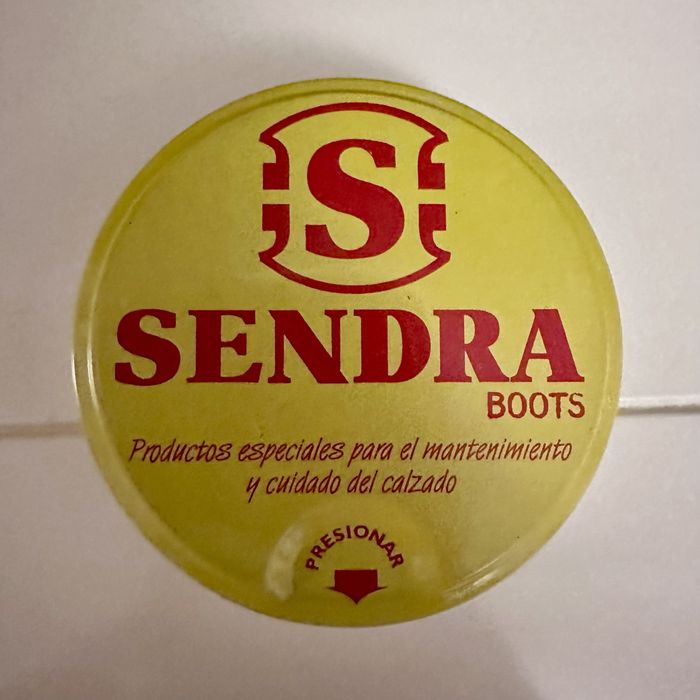 S
SENDRA
BOOTS
Productos especiales para el mantenimiento
y cuidado del calzado
PRESIONAR